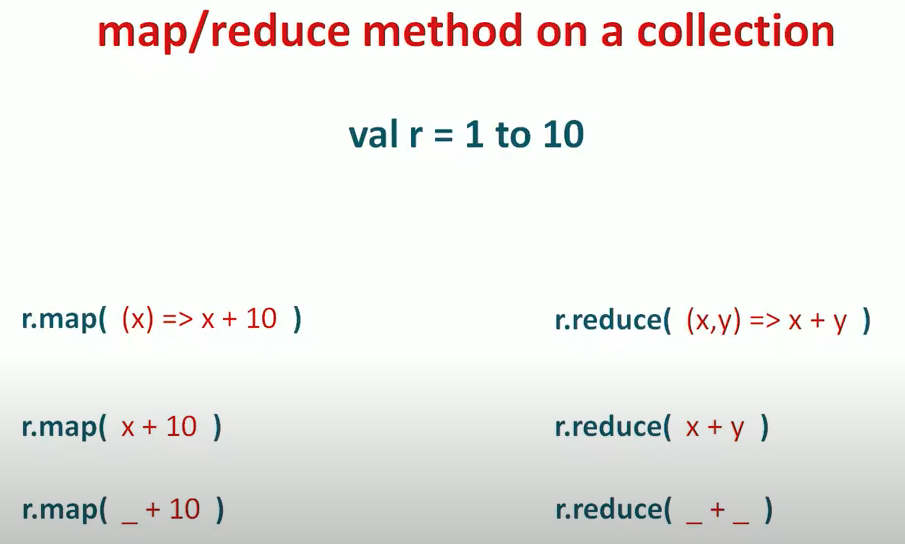 map/reduce method on a collection
val r = 1 to 10
r.map( (x) => x + 10 )
r.reduce( (x,y) => x + y )
r.map( x + 10 )
r.reduce( x + y )
r.map( _ + 10 )
r.reduce( _ + _ )